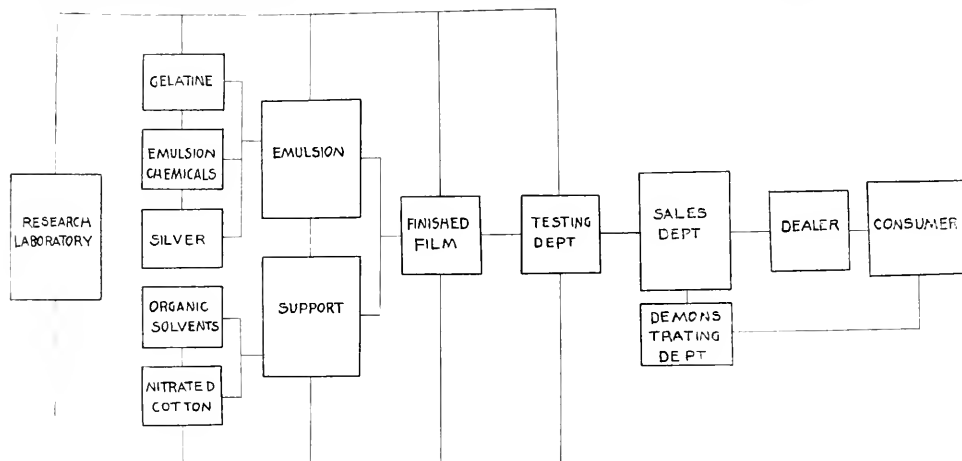 RESEARCH
LABORATORY
GELATINE
EMULSION
CHEMICALS
SILVER
ORGANIC
SOLVENTS
NITRATED
COTTON
EMULSION
SUPPORT
FINISHED
FILM
TESTING
DEPT
SALES
DEPT
DEMONS
TRATING
DEPT
DEALER
CONSUMER